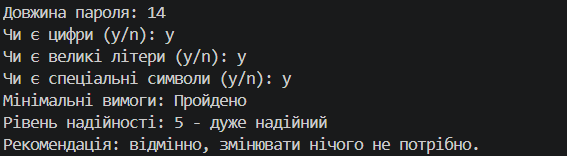 Довжина пароля: 14
Чи є цифри (y/n): y
Чи є великі літери (y/n): y
Чи є спеціальні символи (y/n): y
Мінімальні вимоги: Пройдено
Рівень надійності: 5 - дуже надійний
Рекомендація: відмінно, змінювати нічого не потрібно.